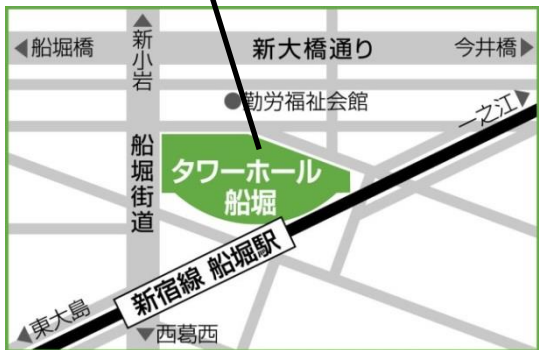 ◀船堀橋
▲新小岩
新大橋通り
今井橋▶
●勤労福祉会館
一之江▼
船堀街道
タワーホール
船堀
新宿線 船堀駅
◀東大島
▼西葛西